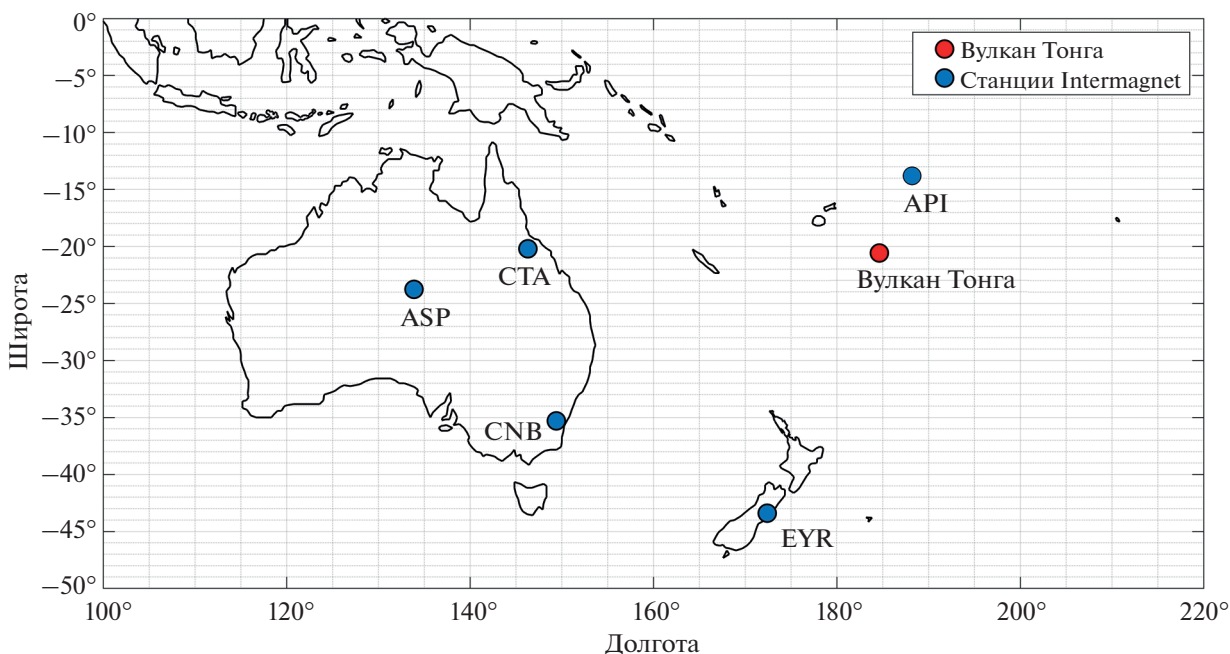 0°
Вулкан Тонга
Станции Intermagnet
–5°
–10°
–15°
API
–20°
CTA
Вулкан Тонга
–25°
ASP
Широта
–30°
–35°
CNB
–40°
–45°
EYR
–50°
100° 120° 140° 160° 180° 200° 220°
Долгота